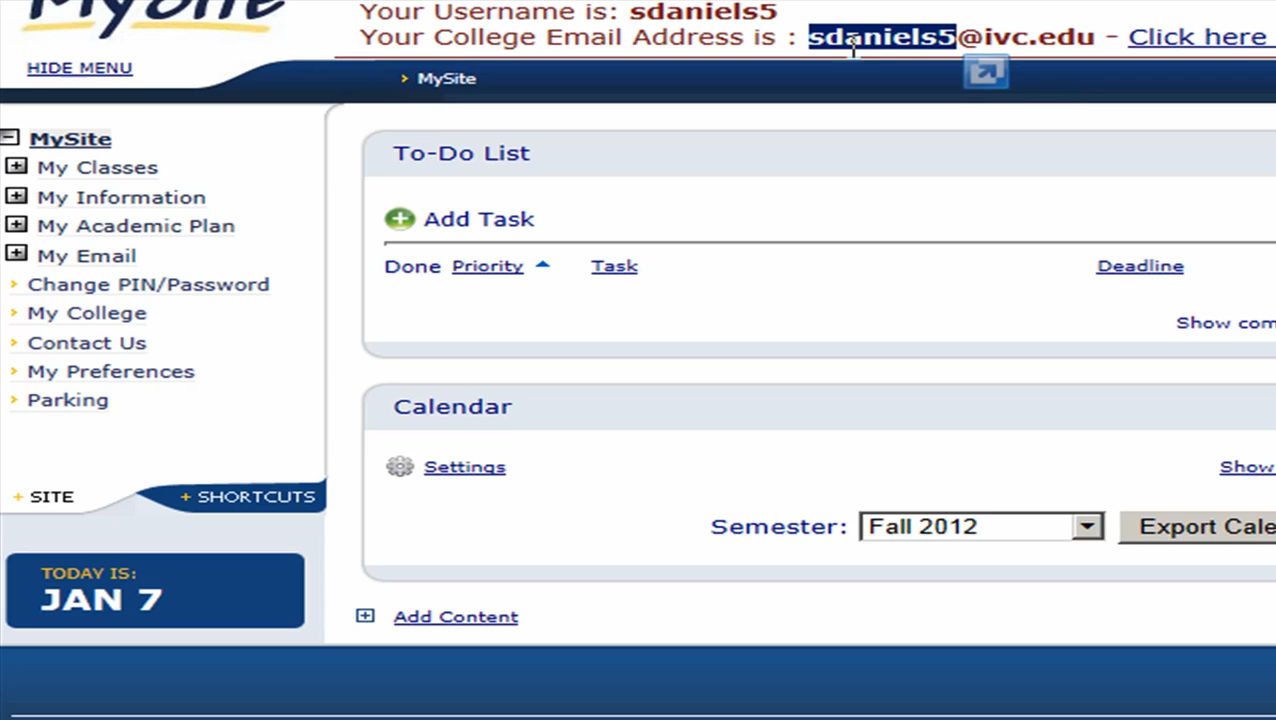 MySite
Your Username is: sdaniels5
Your College Email Address is : sdaniels5@ivc.edu - Click here
HIDE MENU
MySite
MySite
My Classes
My Information
My Academic Plan
My Email
Change PIN/Password
My College
Contact Us
My Preferences
Parking
+ SITE
+ SHORTCUTS
TODAY IS:
JAN 7
To-Do List
Add Task
Done Priority Task Deadline
Show com
Calendar
Settings
Show
Semester: Fall 2012 Export Cale
Add Content